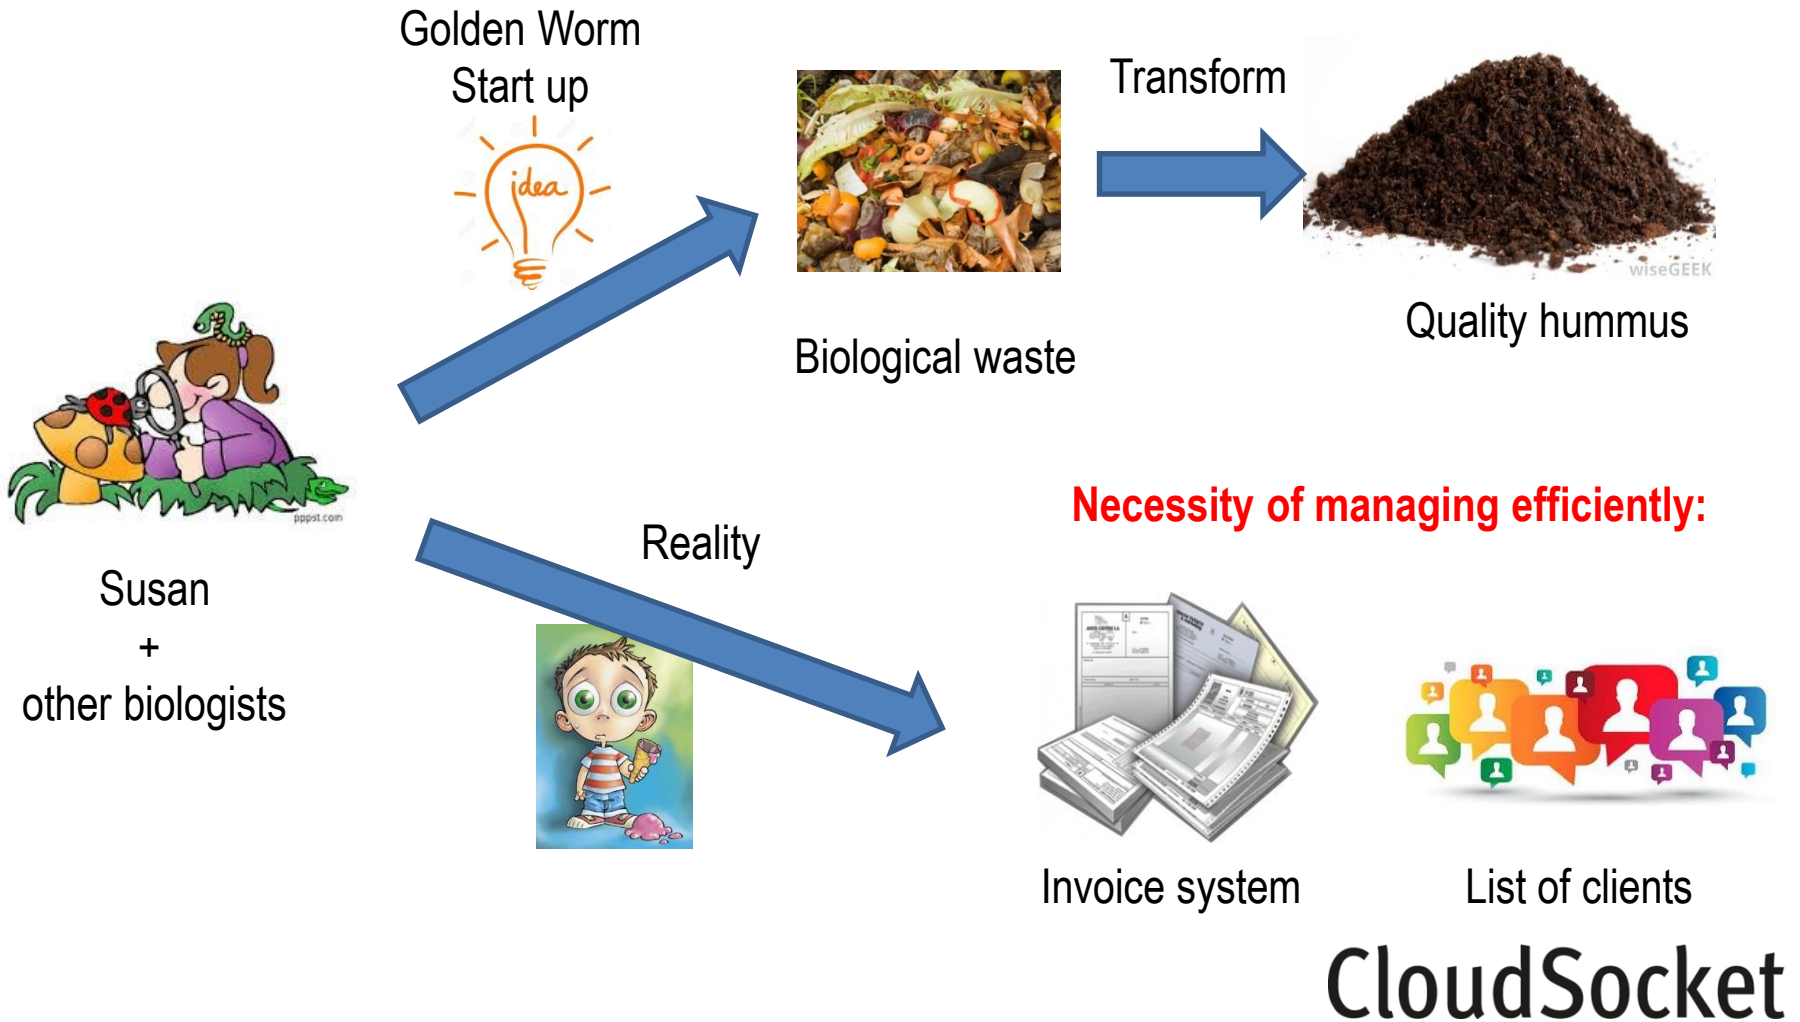 Golden Worm
Start up
idea
Transform
wiseGEEK
Quality hummus
Biological waste
pppst.com
Susan
+
other biologists
Reality
Necessity of managing efficiently:
Invoice system
List of clients
CloudSocket